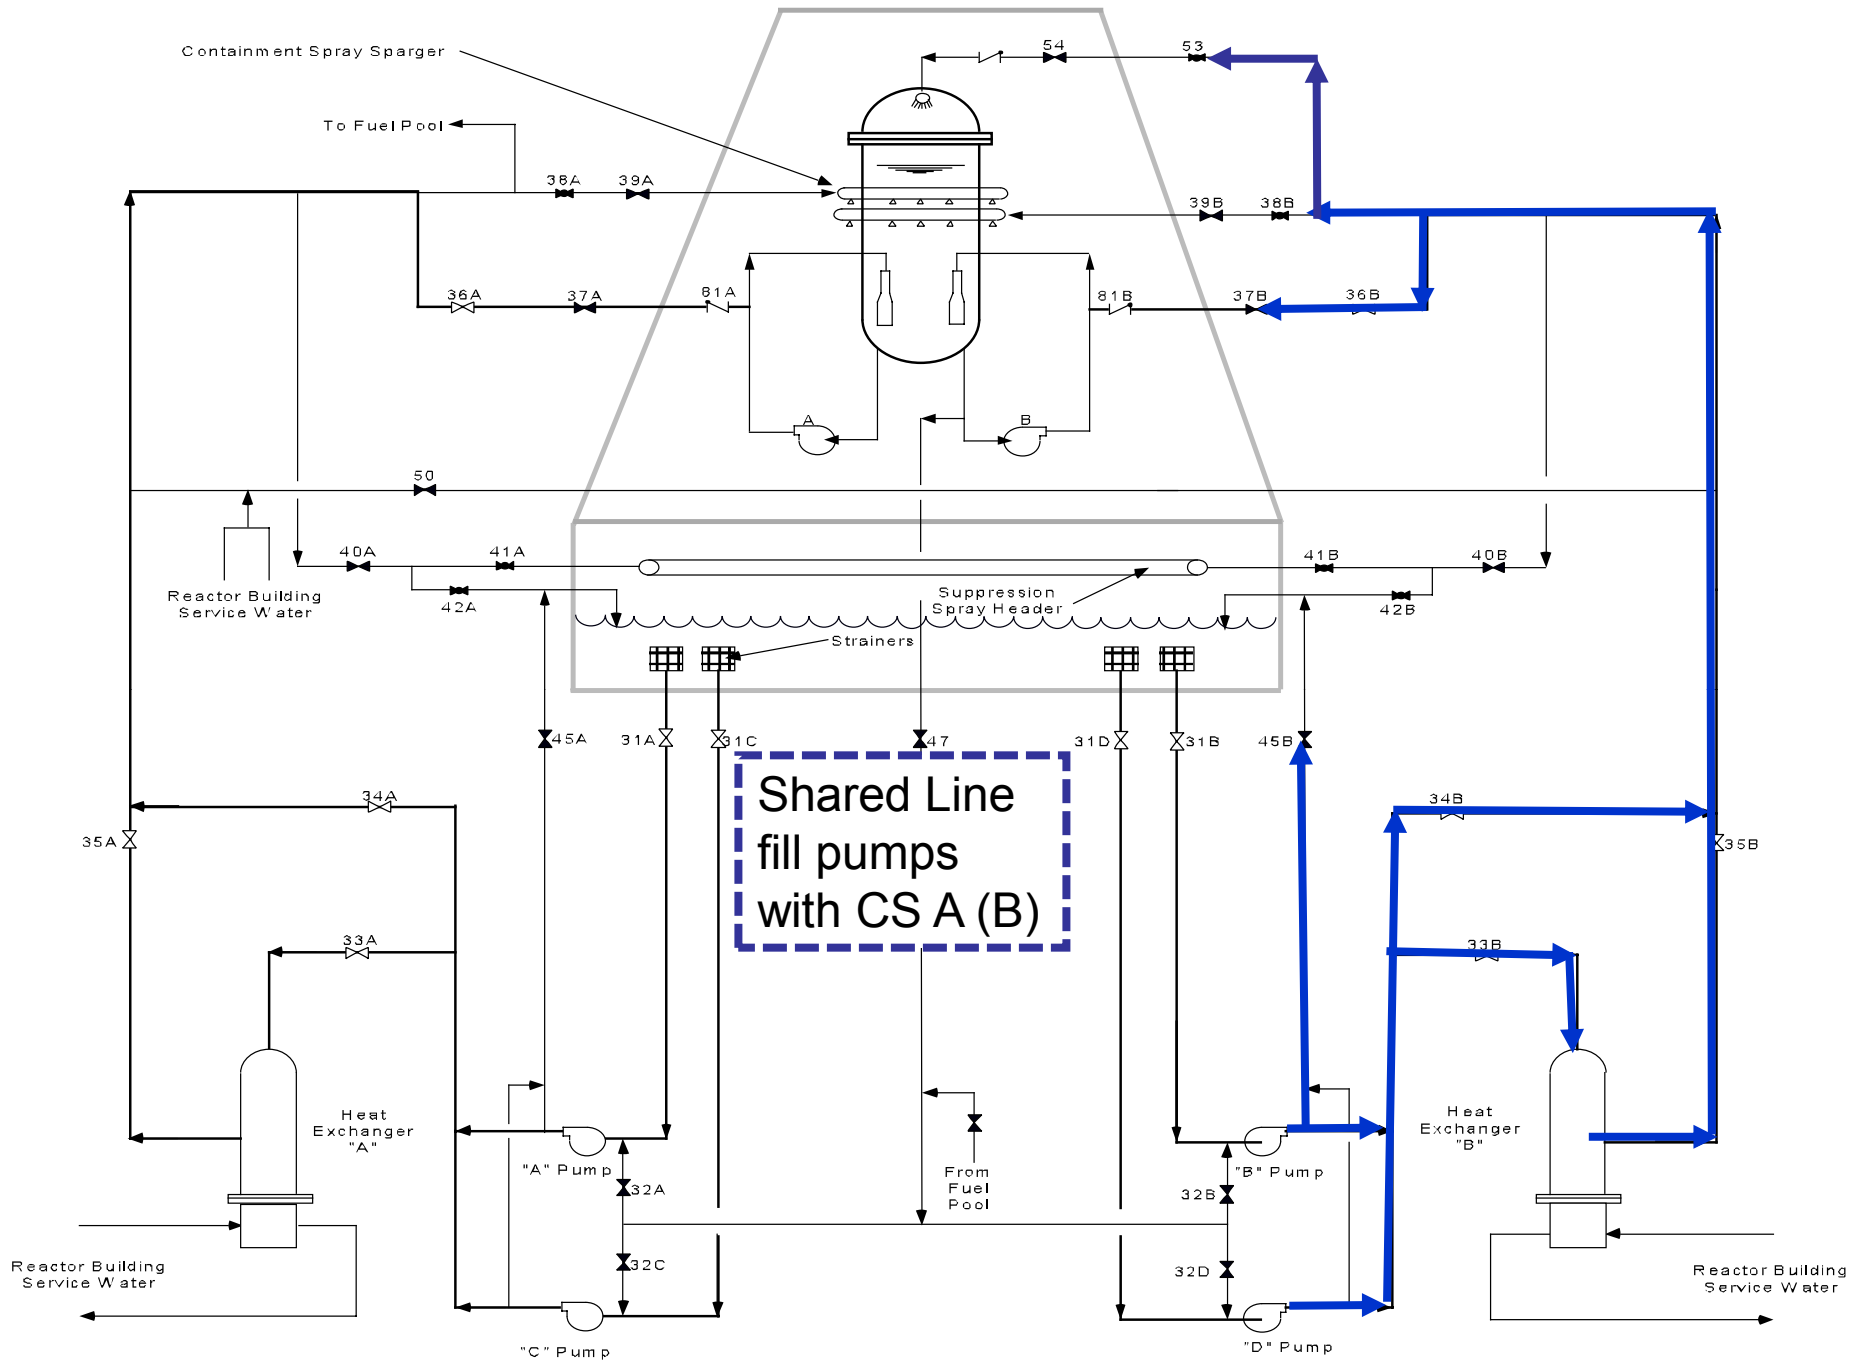 54
53
Containment Spray Sparger
To Fuel Pool
38A
39A
39B
38B
36A
37A
81A
81B
37B
36B
A
B
50
40A
41A
41B
40B
Reactor Building
Service Water
42A
Suppression
Spray Header
42B
Strainers
45A
31A
31C
47
31D
31B
45B
Shared Line
fill pumps
with CS A (B)
34A
34B
35A
35B
33A
33B
Heat
Exchanger
"A"
Heat
Exchanger
"B"
"A" Pump
"B" Pump
From
Fuel
Pool
32A
32B
32C
32D
Reactor Building
Service Water
Reactor Building
Service Water
"C" Pump
"D" Pump